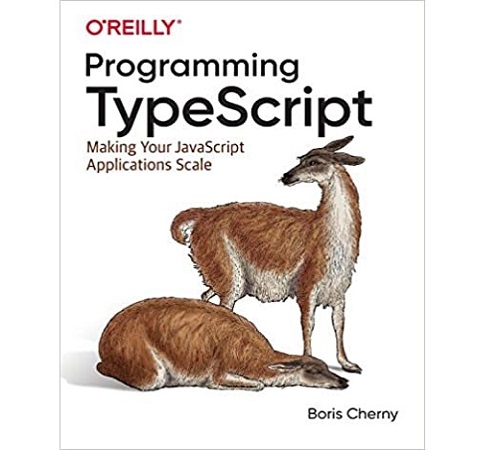 O'REILLY®
Programming
TypeScript
Making Your JavaScript
Applications Scale
Boris Cherny